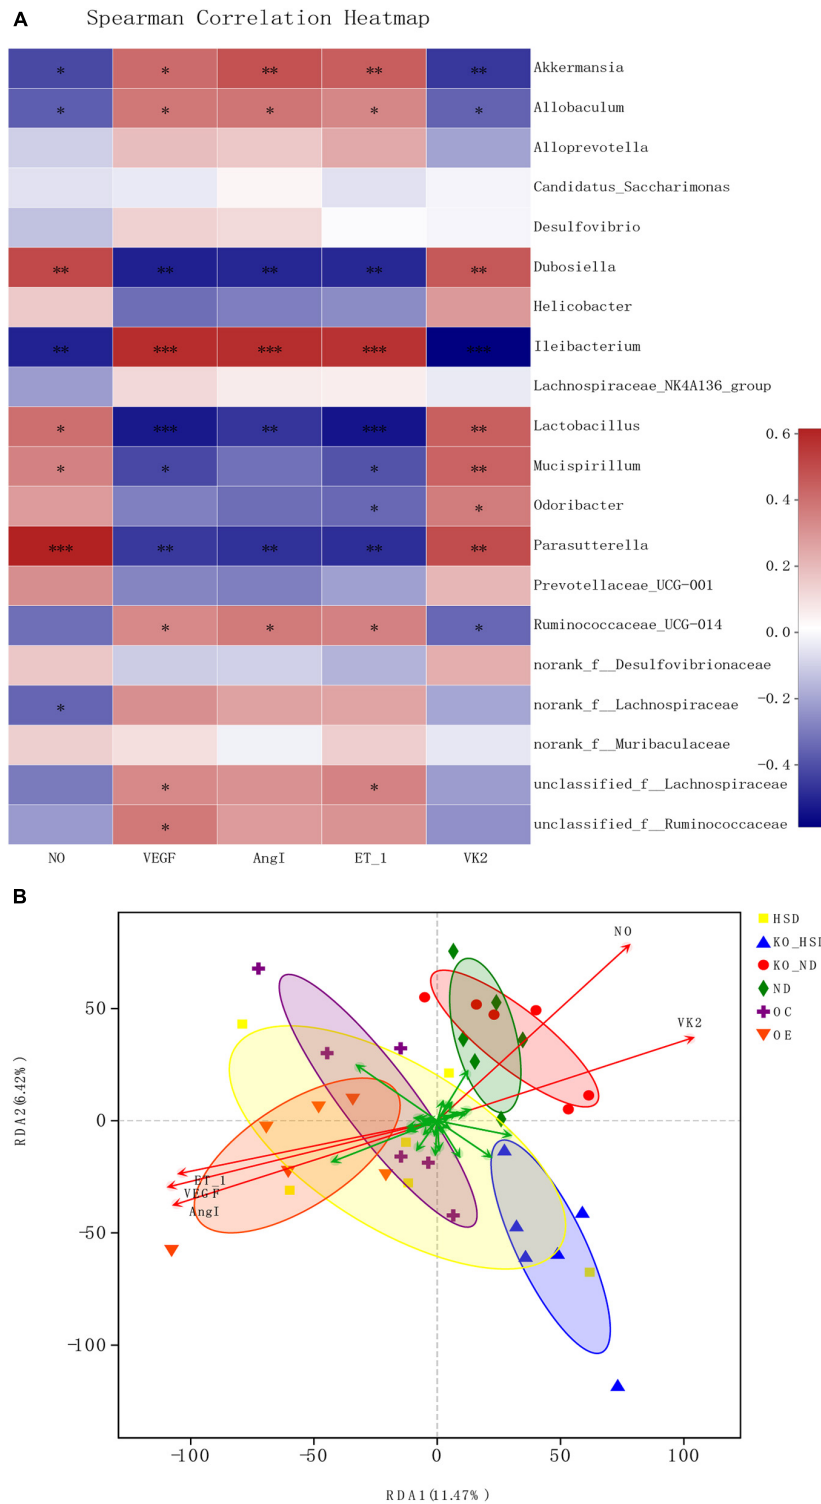 A
Spearman Correlation Heatmap
* * ** ** ** Akkermansia
* * * * * Allobaculum
Alloprevotella
Candidatus_Saccharimonas
Desulfovibrio
** ** ** ** ** Dubosiella
Helicobacter
** *** *** *** *** Ileibacterium
Lachnospiraceae_NK4A136_group
* *** ** *** ** Lactobacillus
* * * ** Mucispirillum
* * Odoribacter
*** ** ** ** ** Parasutterella
Prevotellaceae_UCG-001
* * * * Ruminococcaceae_UCG-014
norank_f__Desulfovibrionaceae
* norank_f__Lachnospiraceae
norank_f__Muribaculaceae
* * unclassified_f__Lachnospiraceae
* unclassified_f__Ruminococcaceae
NO VEGF AngI ET_1 VK2
0.6
0.4
0.2
0.0
−0.2
−0.4
B
NO
VK2
ET_1
VEGF
AngI
HSD
KO_HSD
KO_ND
ND
OC
OE
50
0
−50
−100
RDA2(6.42%)
−100 −50 0 50 100
RDA1(11.47%)